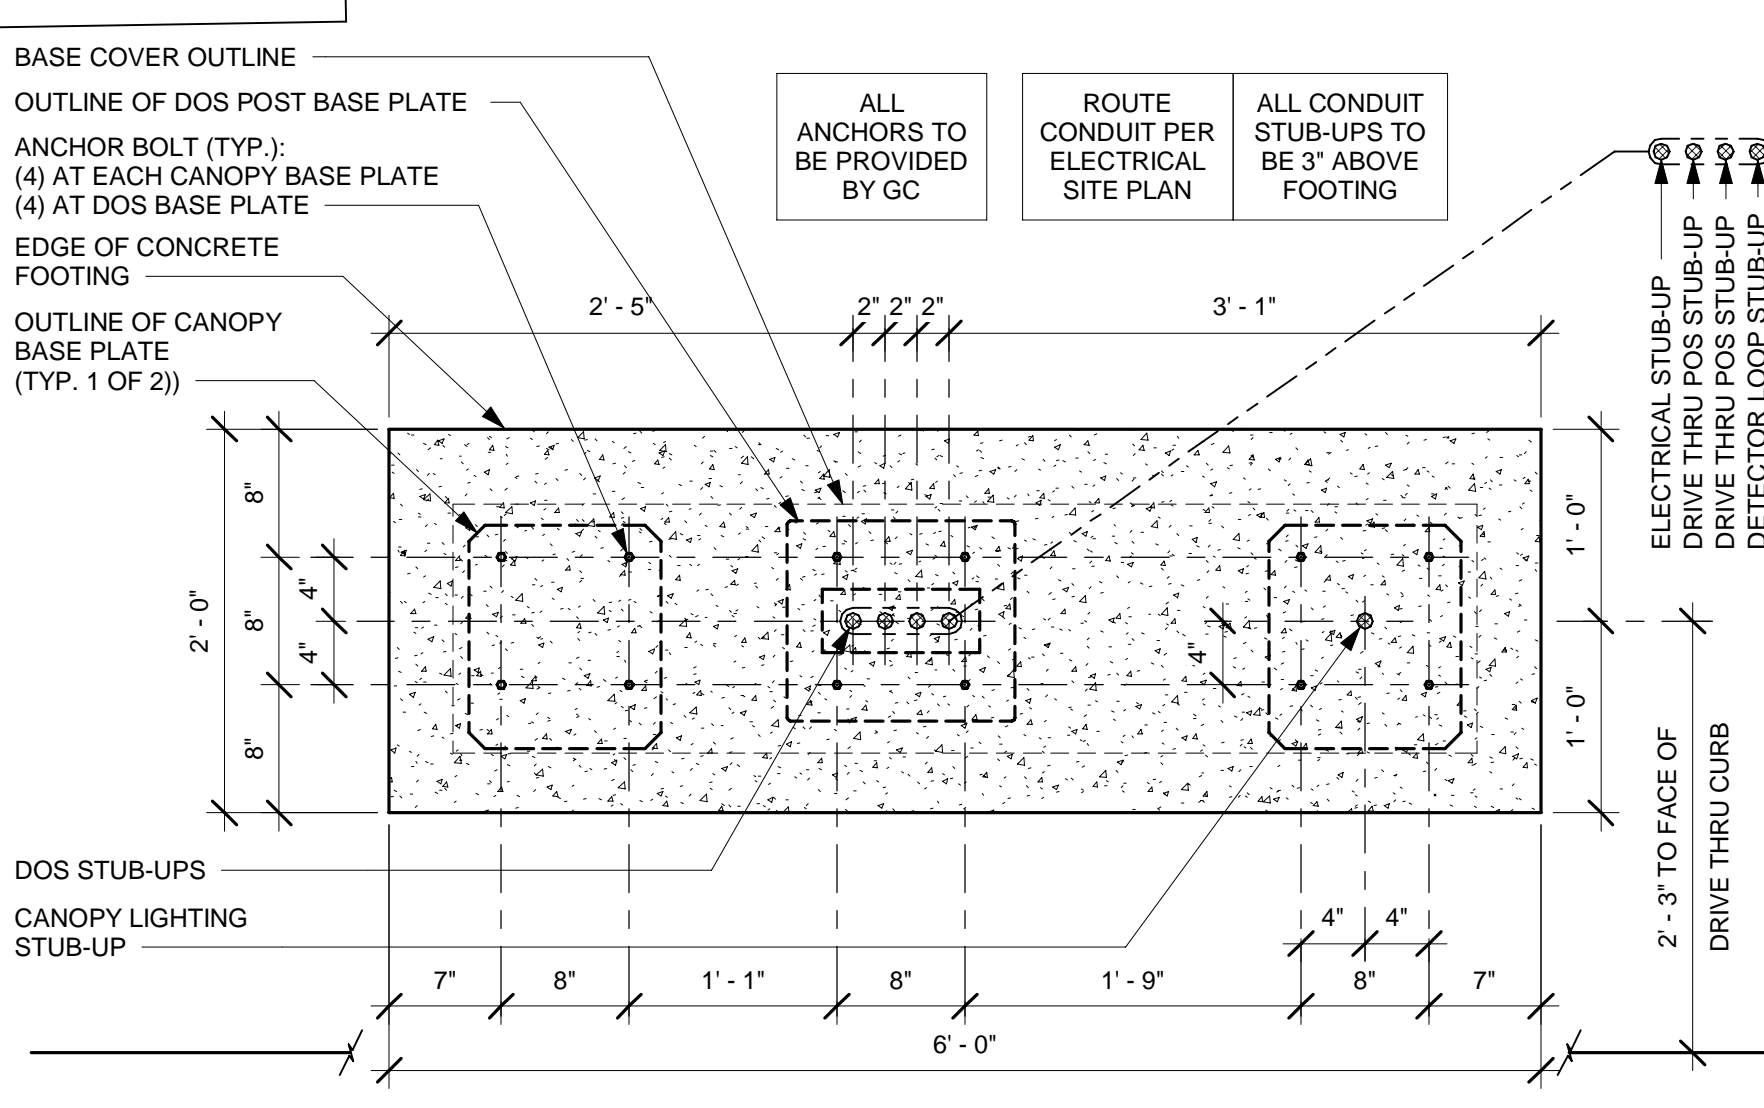 BASE COVER OUTLINE
OUTLINE OF DOS POST BASE PLATE
ANCHOR BOLT (TYP.):
(4) AT EACH CANOPY BASE PLATE
(4) AT DOS BASE PLATE
EDGE OF CONCRETE
FOOTING
OUTLINE OF CANOPY
BASE PLATE
(TYP. 1 OF 2))
ALL
ANCHORS TO
BE PROVIDED
BY GC
ROUTE
CONDUIT PER
ELECTRICAL
SITE PLAN
ALL CONDUIT
STUB-UPS TO
BE 3" ABOVE
FOOTING
ELECTRICAL STUB-UP
DRIVE THRU POS STUB-UP
DRIVE THRU POS STUB-UP
DETECTOR LOOP STUB-UP
2' - 5"
2"
2"
2"
3' - 1"
2' - 0"
8"
8"
8"
4"
4"
4"
1' - 0"
1' - 0"
2' - 3" TO FACE OF
DRIVE THRU CURB
DOS STUB-UPS
CANOPY LIGHTING
STUB-UP
4"
4"
7"
8"
1' - 1"
8"
1' - 9"
8"
7"
6' - 0"